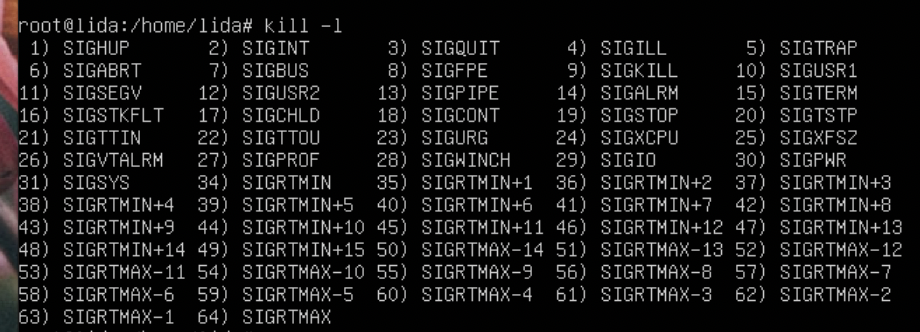 root@lida:/home/lida# kill -l
1) SIGHUP 2) SIGINT 3) SIGQUIT 4) SIGILL 5) SIGTRAP
6) SIGABRT 7) SIGBUS 8) SIGFPE 9) SIGKILL 10) SIGUSR1
11) SIGSEGV 12) SIGUSR2 13) SIGPIPE 14) SIGALRM 15) SIGTERM
16) SIGSTKFLT 17) SIGCHLD 18) SIGCONT 19) SIGSTOP 20) SIGTSTP
21) SIGTTIN 22) SIGTTOU 23) SIGURG 24) SIGXCPU 25) SIGXFSZ
26) SIGVTALRM 27) SIGPROF 28) SIGWINCH 29) SIGIO 30) SIGPWR
31) SIGSYS 34) SIGRTMIN 35) SIGRTMIN+1 36) SIGRTMIN+2 37) SIGRTMIN+3
38) SIGRTMIN+4 39) SIGRTMIN+5 40) SIGRTMIN+6 41) SIGRTMIN+7 42) SIGRTMIN+8
43) SIGRTMIN+9 44) SIGRTMIN+10 45) SIGRTMIN+11 46) SIGRTMIN+12 47) SIGRTMIN+13
48) SIGRTMIN+14 49) SIGRTMIN+15 50) SIGRTMAX-14 51) SIGRTMAX-13 52) SIGRTMAX-12
53) SIGRTMAX-11 54) SIGRTMAX-10 55) SIGRTMAX-9 56) SIGRTMAX-8 57) SIGRTMAX-7
58) SIGRTMAX-6 59) SIGRTMAX-5 60) SIGRTMAX-4 61) SIGRTMAX-3 62) SIGRTMAX-2
63) SIGRTMAX-1 64) SIGRTMAX